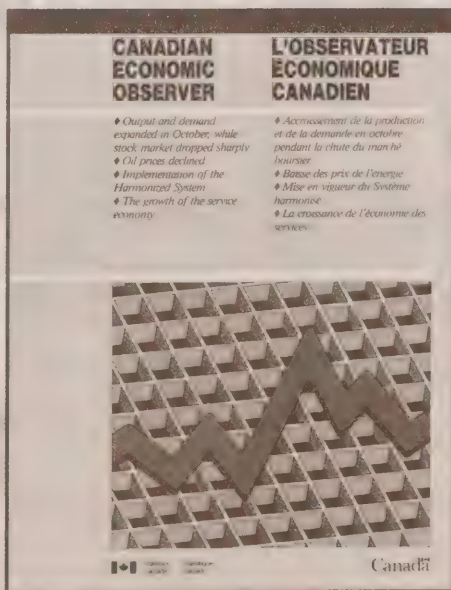 CANADIAN
ECONOMIC
OBSERVER
♦ Output and demand
expanded in October, while
stock market dropped sharply
♦ Oil prices declined
♦ Implementation of the
Harmonized System
♦ The growth of the service
economy
L'OBSERVATEUR
ÉCONOMIQUE
CANADIEN
♦ Accroissement de la production
et de la demande en octobre
pendant la chute du marché
boursier
♦ Baisse des prix de l'energie
♦ Mise en vigueur du Système
harmonisé
♦ La croissance de l'économie des
services
Canada